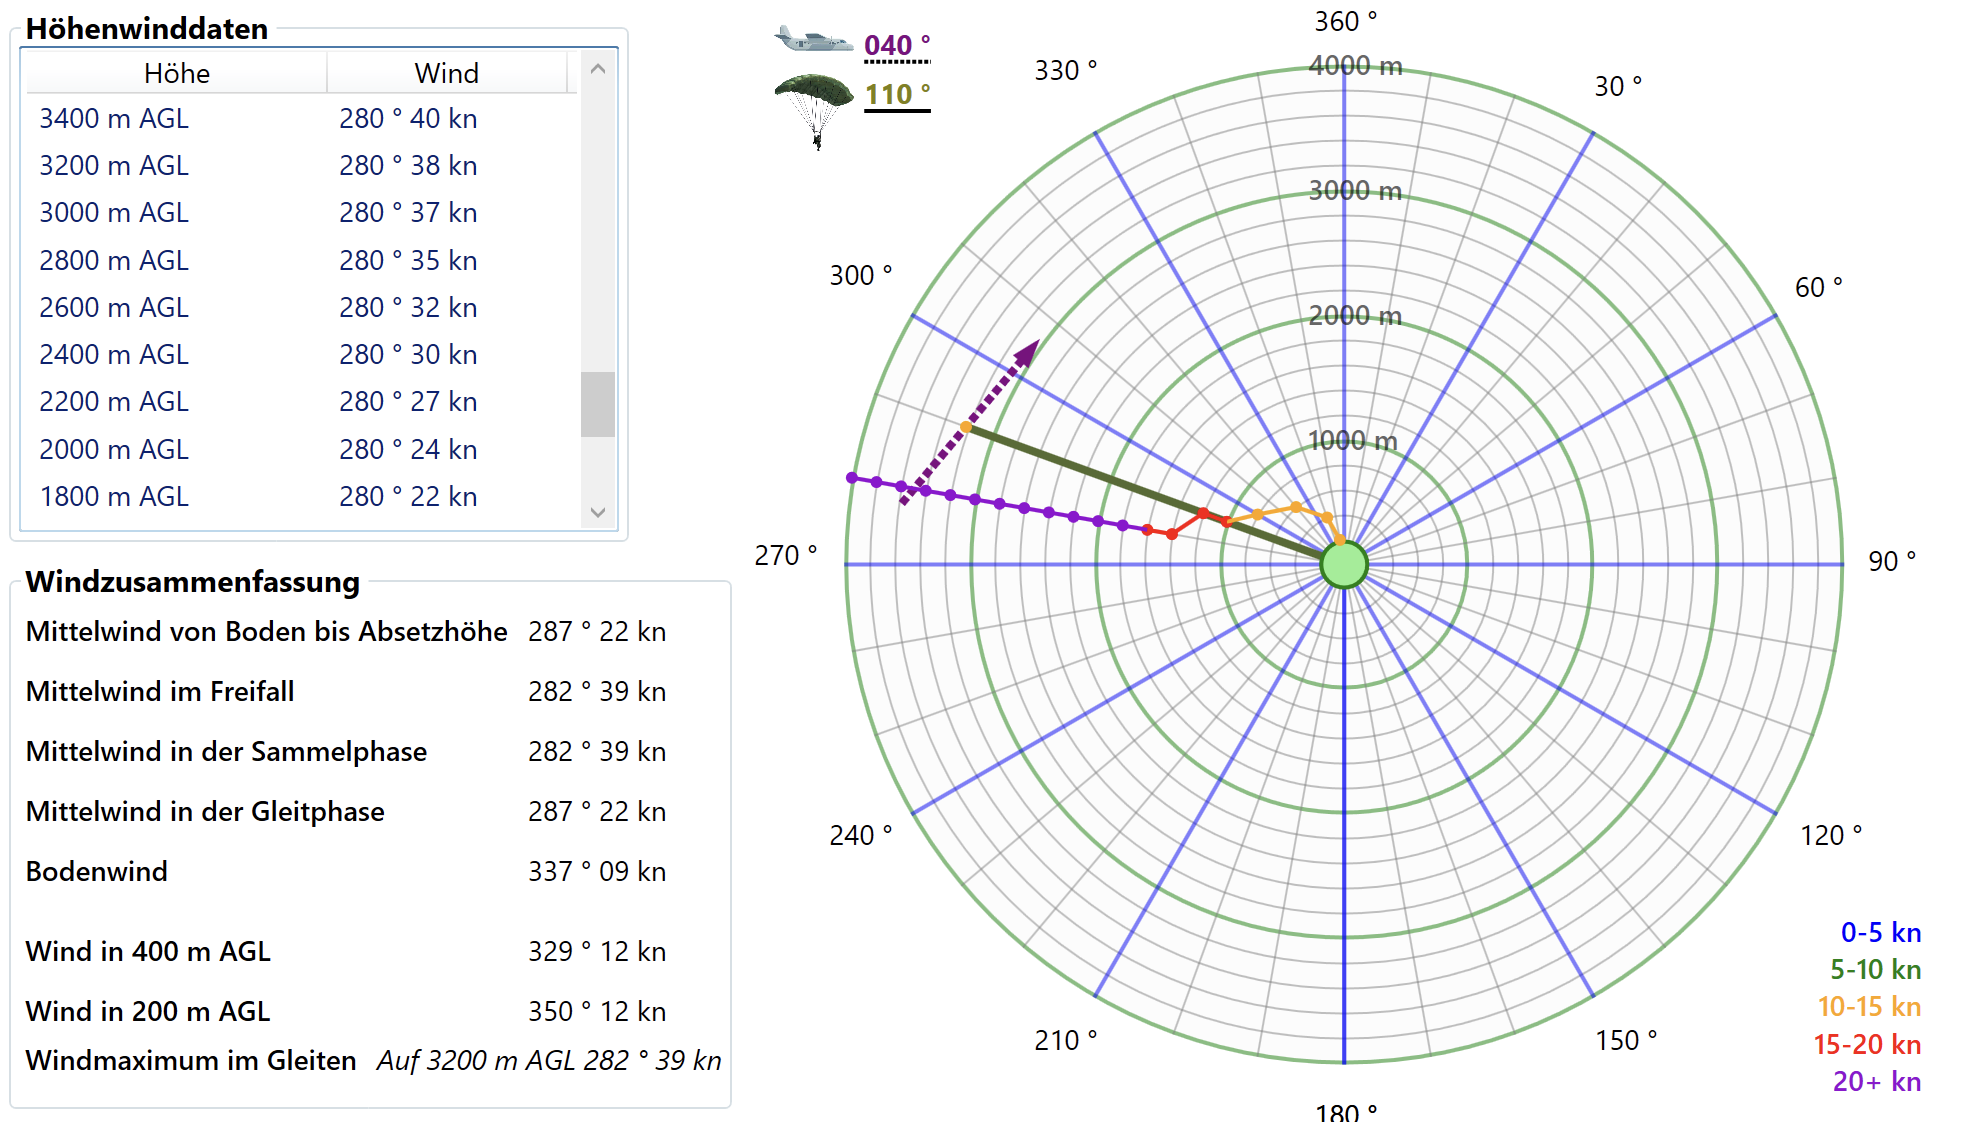 Höhenwinddaten
Höhe Wind
3400 m AGL 280 ° 40 kn
3200 m AGL 280 ° 38 kn
3000 m AGL 280 ° 37 kn
2800 m AGL 280 ° 35 kn
2600 m AGL 280 ° 32 kn
2400 m AGL 280 ° 30 kn
2200 m AGL 280 ° 27 kn
2000 m AGL 280 ° 24 kn
1800 m AGL 280 ° 22 kn
Windzusammenfassung
Mittelwind von Boden bis Absetzhöhe 287 ° 22 kn
Mittelwind im Freifall 282 ° 39 kn
Mittelwind in der Sammelphase 282 ° 39 kn
Mittelwind in der Gleitphase 287 ° 22 kn
Bodenwind 337 ° 09 kn
Wind in 400 m AGL 329 ° 12 kn
Wind in 200 m AGL 350 ° 12 kn
Windmaximum im Gleiten Auf 3200 m AGL 282 ° 39 kn
040 °
110 °
360 °
30 °
60 °
90 °
120 °
150 °
180 °
210 °
240 °
270 °
300 °
330 °
4000 m
3000 m
2000 m
1000 m
0-5 kn
5-10 kn
10-15 kn
15-20 kn
20+ kn